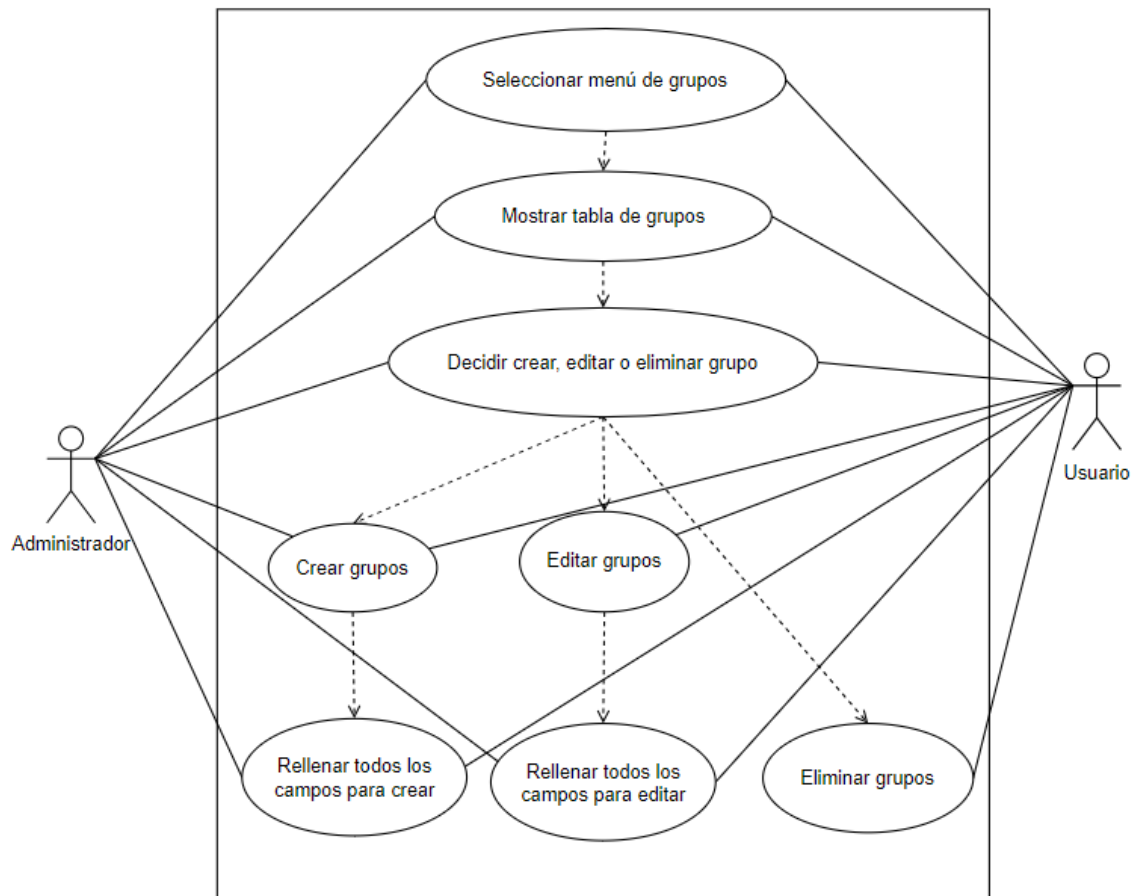 Seleccionar menú de grupos
Mostrar tabla de grupos
Decidir crear, editar o eliminar grupo
Usuario
Administrador
Crear grupos
Editar grupos
Rellenar todos los
campos para crear
Rellenar todos los
campos para editar
Eliminar grupos